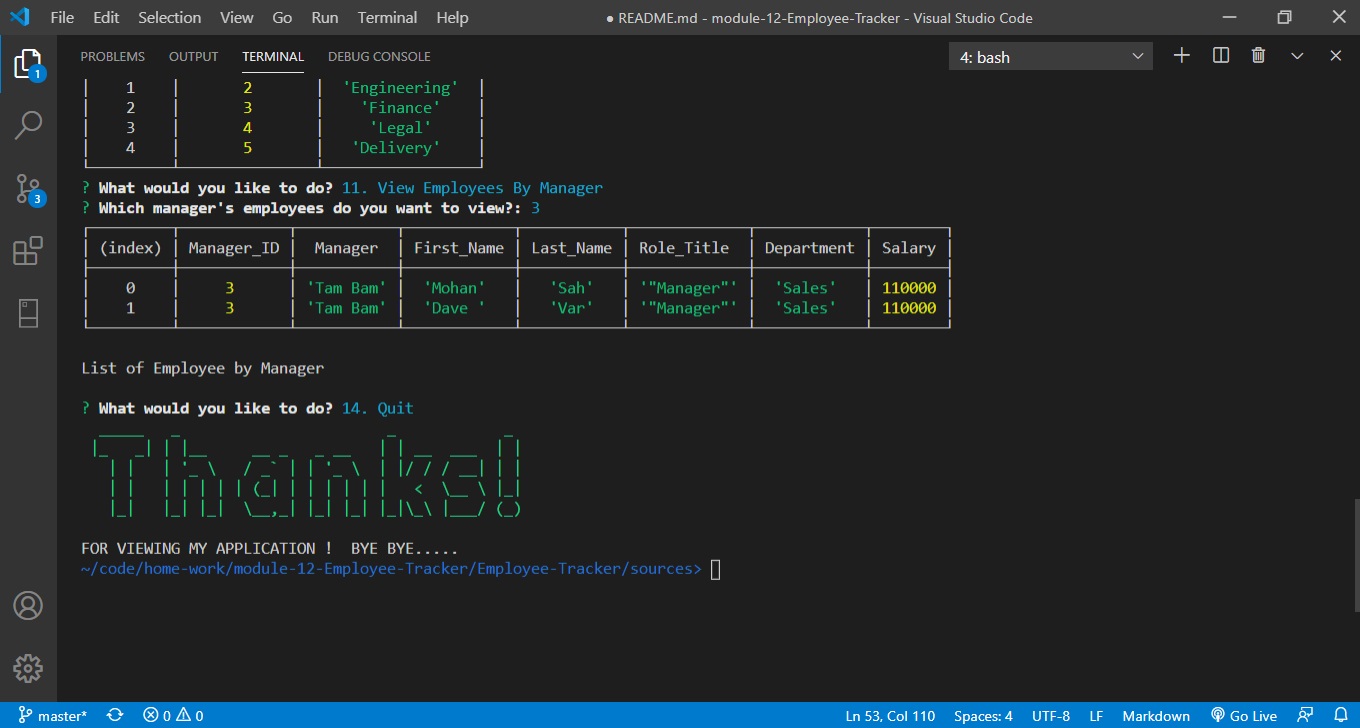 File Edit Selection View Go Run Terminal Help ● README.md - module-12-Employee-Tracker - Visual Studio Code
PROBLEMS OUTPUT TERMINAL DEBUG CONSOLE 4: bash
1
│ 1 │ 2 │ 'Engineering' │
│ 2 │ 3 │ 'Finance' │
│ 3 │ 4 │ 'Legal' │
│ 4 │ 5 │ 'Delivery' │
3
? What would you like to do? 11. View Employees By Manager
? Which manager's employees do you want to view?: 3
│ (index) │ Manager_ID │ Manager │ First_Name │ Last_Name │ Role_Title │ Department │ Salary │
│ 0 │ 3 │ 'Tam Bam' │ 'Mohan' │ 'Sah' │ '"Manager"' │ 'Sales' │ 110000 │
│ 1 │ 3 │ 'Tam Bam' │ 'Dave ' │ 'Var' │ '"Manager"' │ 'Sales' │ 110000 │
List of Employee by Manager
? What would you like to do? 14. Quit
Thanks!
FOR VIEWING MY APPLICATION !  BYE BYE.....
~/code/home-work/module-12-Employee-Tracker/Employee-Tracker/sources>
master* 0 0 Ln 53, Col 110 Spaces: 4 UTF-8 LF Markdown Go Live